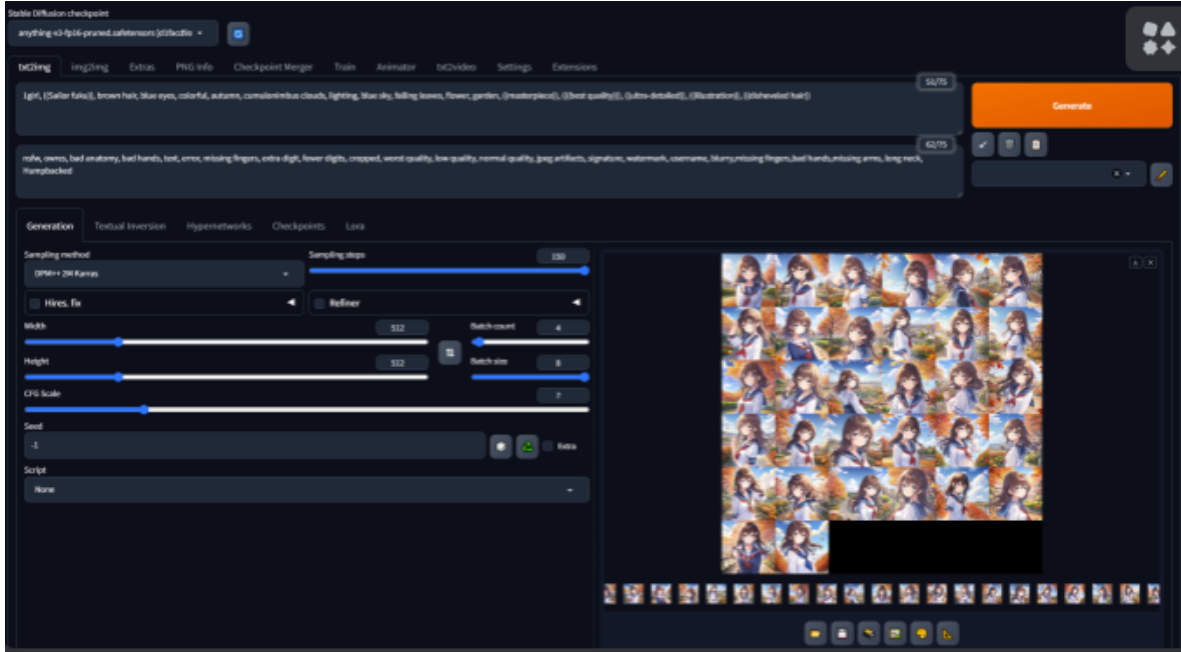 Stable Diffusion checkpoint
anything-v3-fp16-pruned.safetensors
txt2img img2img Extras PNG Info Checkpoint Merger Train Animator txt2video Settings Extensions
53/75
1girl, ((Sailor fuku)), brown hair, blue eyes, colorful, autumn, cumulonimbus clouds, lighting, blue sky, falling leaves, flower, garden, ((masterpiece)), (((best quality))), ((ultra-detailed)), ((illustration)), ((disheveled hair))
Generate
62/75
nsfw, owres, bad anatomy, bad hands, text, error, missing fingers, extra digit, fewer digits, cropped, worst quality, low quality, normal quality, jpeg artifacts, signature, watermark, username, blurry,missing fingers,bad hands,missing arms, long neck,
Humpbacked
Generation Textual Inversion Hypernetworks Checkpoints Lora
Sampling method
DPM++ 2M Karras
Sampling steps
150
Hires. fix
Refiner
Width
512
Batch count
4
Height
512
Batch size
8
CFG Scale
7
Seed
-1
Extra
Script
None